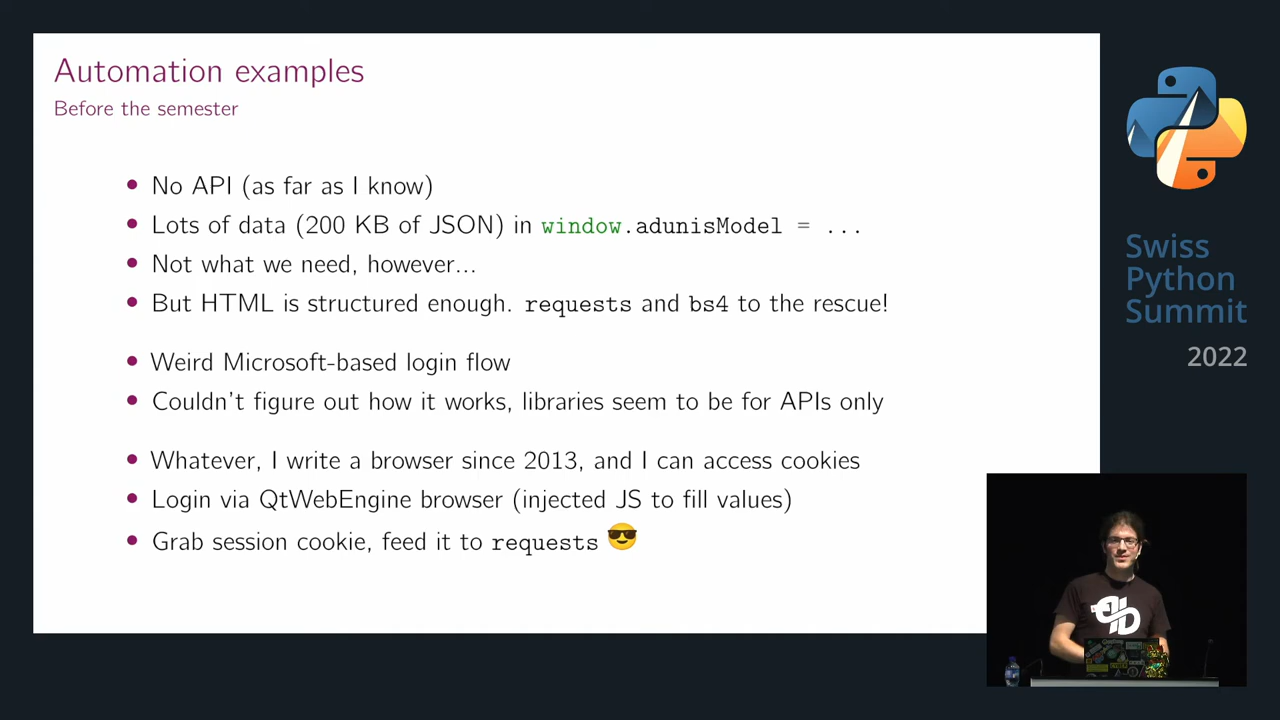 Automation examples
Before the semester
• No API (as far as I know)
• Lots of data (200 KB of JSON) in window.adunisModel = ...
• Not what we need, however...
• But HTML is structured enough. requests and bs4 to the rescue!
• Weird Microsoft-based login flow
• Couldn't figure out how it works, libraries seem to be for APIs only
• Whatever, I write a browser since 2013, and I can access cookies
• Login via QtWebEngine browser (injected JS to fill values)
• Grab session cookie, feed it to requests 😎
Swiss
Python
Summit
2022